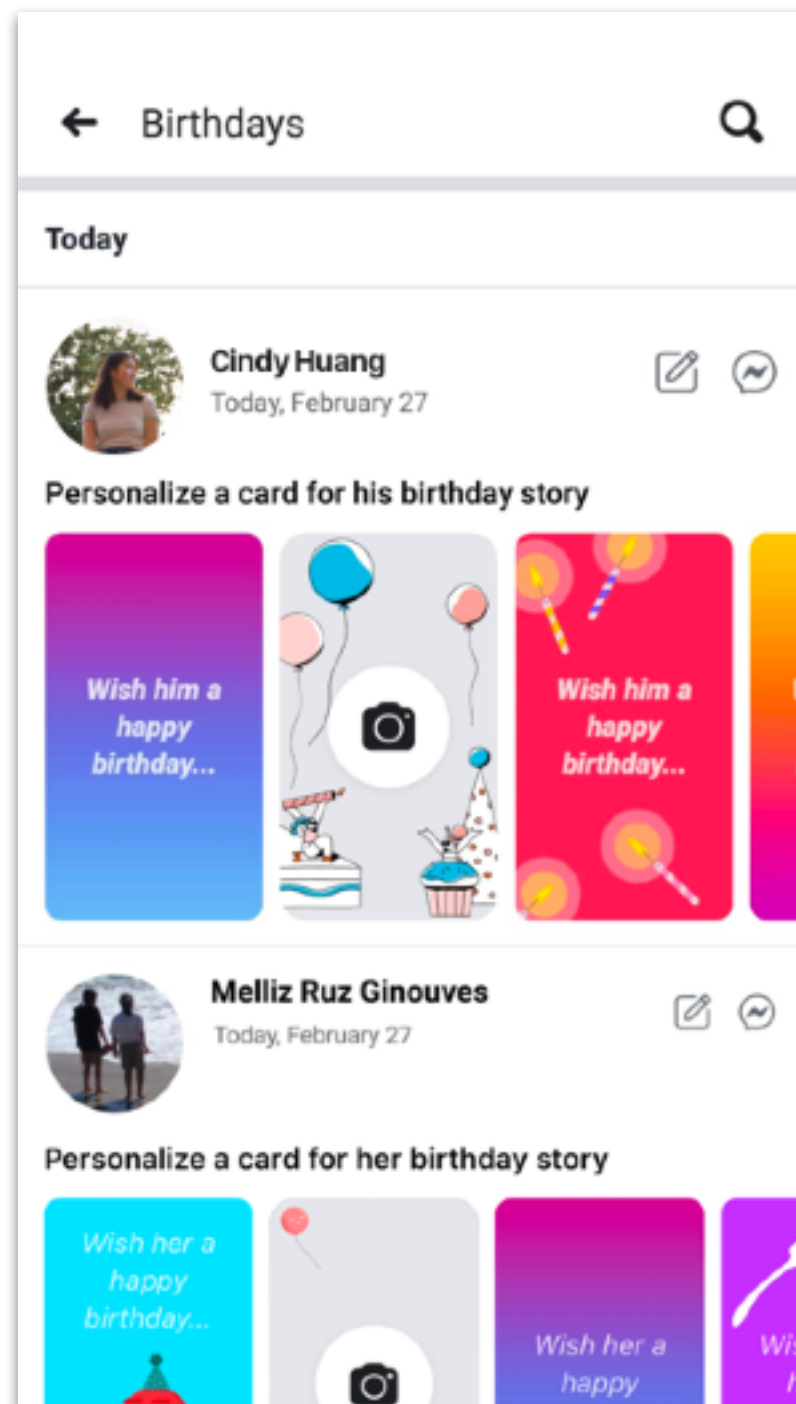 Birthdays
Today
Cindy Huang
Today, February 27
Personalize a card for his birthday story
Wish him a
happy
birthday...
Wish him a
happy
birthday...
Melliz Ruz Ginouves
Today, February 27
Personalize a card for her birthday story
Wish her a
happy
birthday...
Wish her a
happy